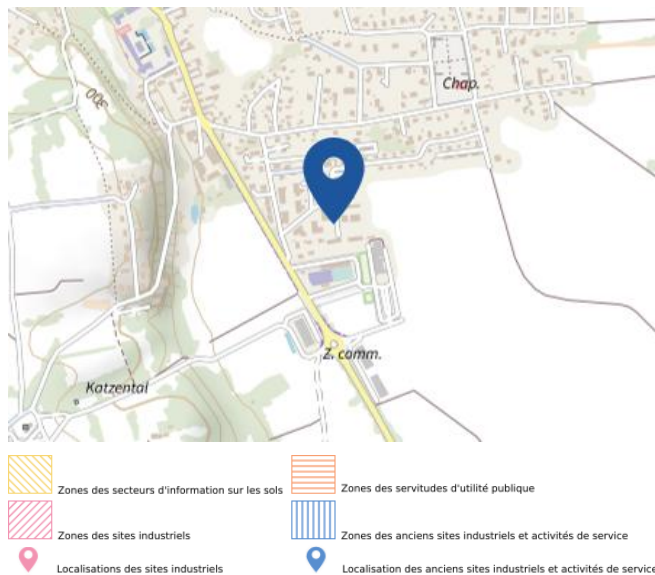 Chap.
300
Z. comm.
Katzental
Zones des secteurs d'information sur les sols
Zones des servitudes d'utilité publique
Zones des sites industriels
Zones des anciens sites industriels et activités de service
Localisations des sites industriels
Localisation des anciens sites industriels et activités de service